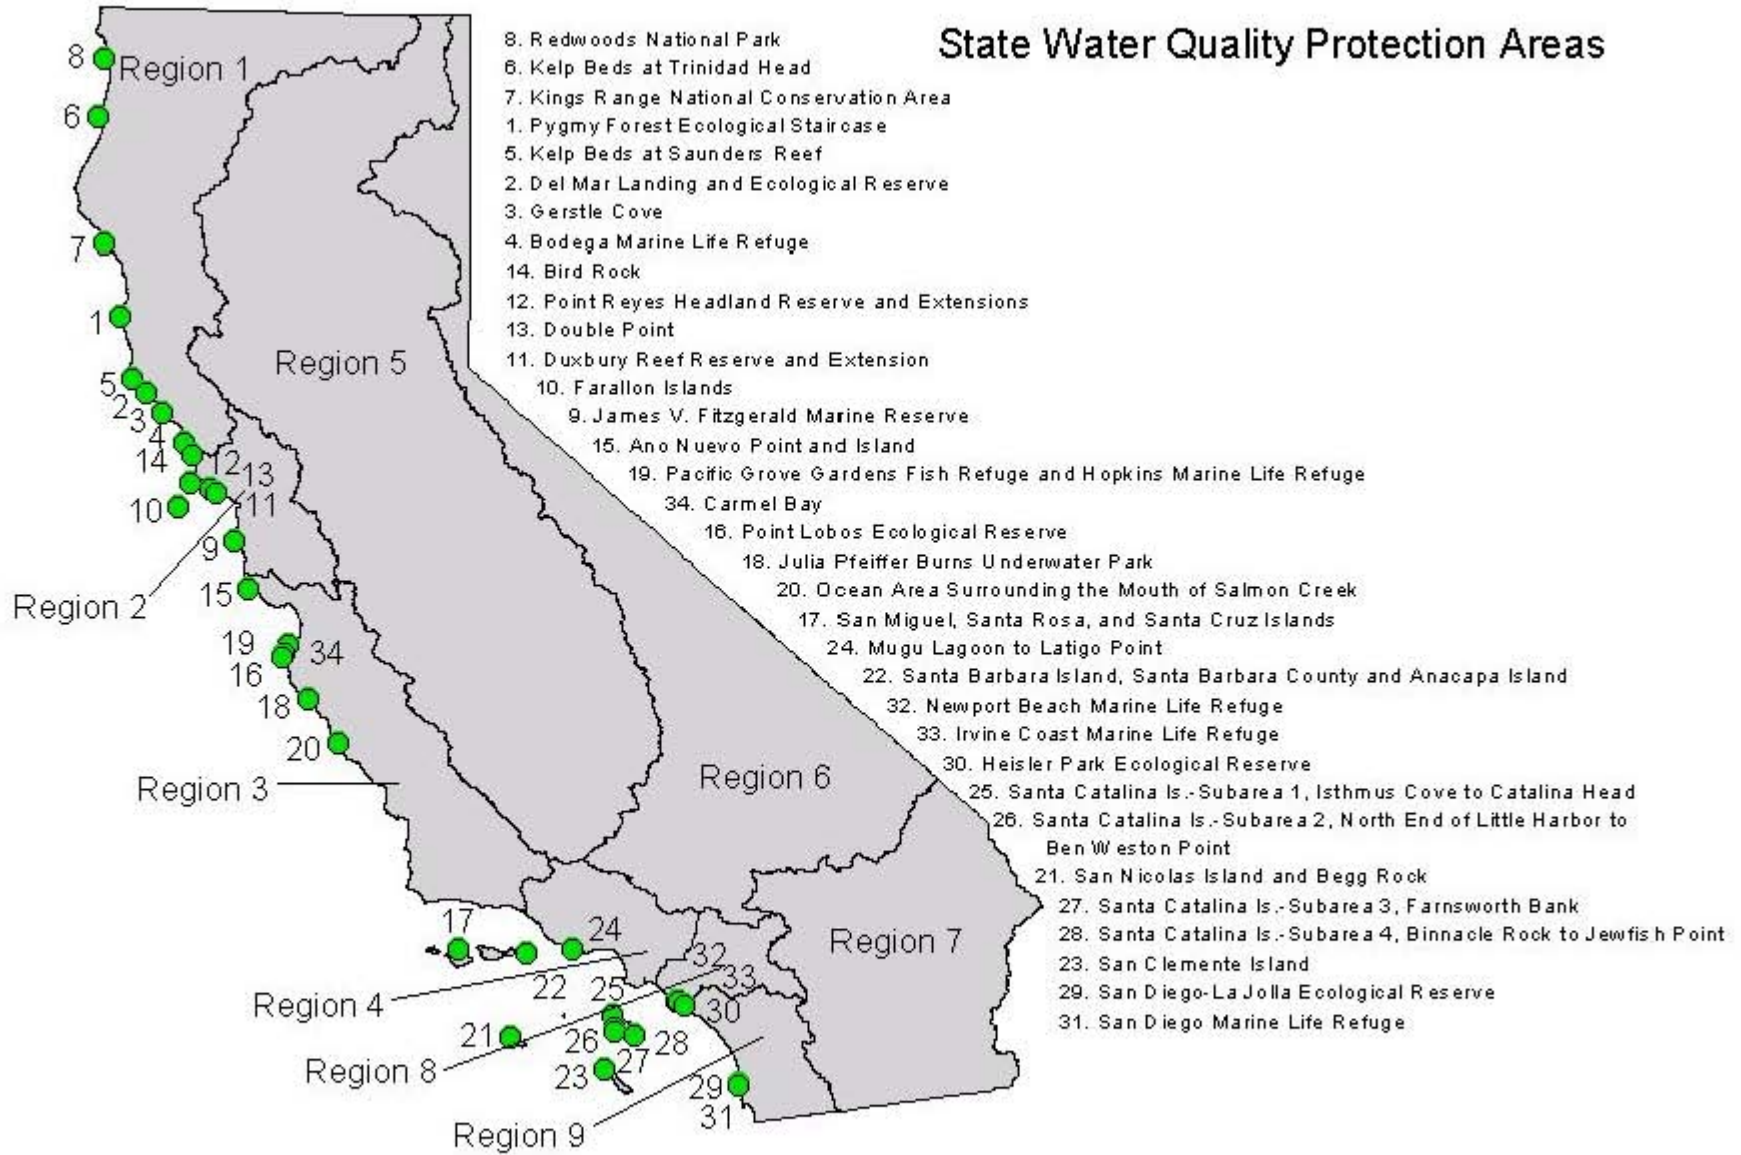 State Water Quality Protection Areas
8. Redwoods National Park
6. Kelp Beds at Trinidad Head
7. Kings Range National Conservation Area
1. Pygmy Forest Ecological Staircase
5. Kelp Beds at Saunders Reef
2. Del Mar Landing and Ecological Reserve
3. Gerstle Cove
4. Bodega Marine Life Refuge
14. Bird Rock
12. Point Reyes Headland Reserve and Extensions
13. Double Point
11. Duxbury Reef Reserve and Extension
10. Farallon Islands
9. James V. Fitzgerald Marine Reserve
15. Ano Nuevo Point and Island
19. Pacific Grove Gardens Fish Refuge and Hopkins Marine Life Refuge
34. Carmel Bay
16. Point Lobos Ecological Reserve
18. Julia Pfeiffer Burns Underwater Park
20. Ocean Area Surrounding the Mouth of Salmon Creek
17. San Miguel, Santa Rosa, and Santa Cruz Islands
24. Mugu Lagoon to Latigo Point
22. Santa Barbara Island, Santa Barbara County and Anacapa Island
32. Newport Beach Marine Life Refuge
33. Irvine Coast Marine Life Refuge
30. Heisler Park Ecological Reserve
25. Santa Catalina Is.-Subarea 1, Isthmus Cove to Catalina Head
26. Santa Catalina Is.-Subarea 2, North End of Little Harbor to
Ben Weston Point
21. San Nicolas Island and Begg Rock
27. Santa Catalina Is.-Subarea 3, Farnsworth Bank
28. Santa Catalina Is.-Subarea 4, Binnacle Rock to Jewfish Point
23. San Clemente Island
29. San Diego-La Jolla Ecological Reserve
31. San Diego Marine Life Refuge
8
Region 1
6
7
1
Region 5
5
2
3
4
14
12
13
10
11
9
15
Region 2
19
34
16
18
20
Region 3
Region 6
17
24
Region 7
32
22
33
Region 4
25
30
21
26
28
27
Region 8
23
29
31
Region 9